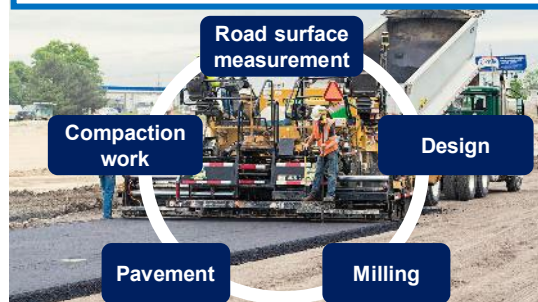 Road surface
measurement
Compaction
work
Design
Pavement
Milling